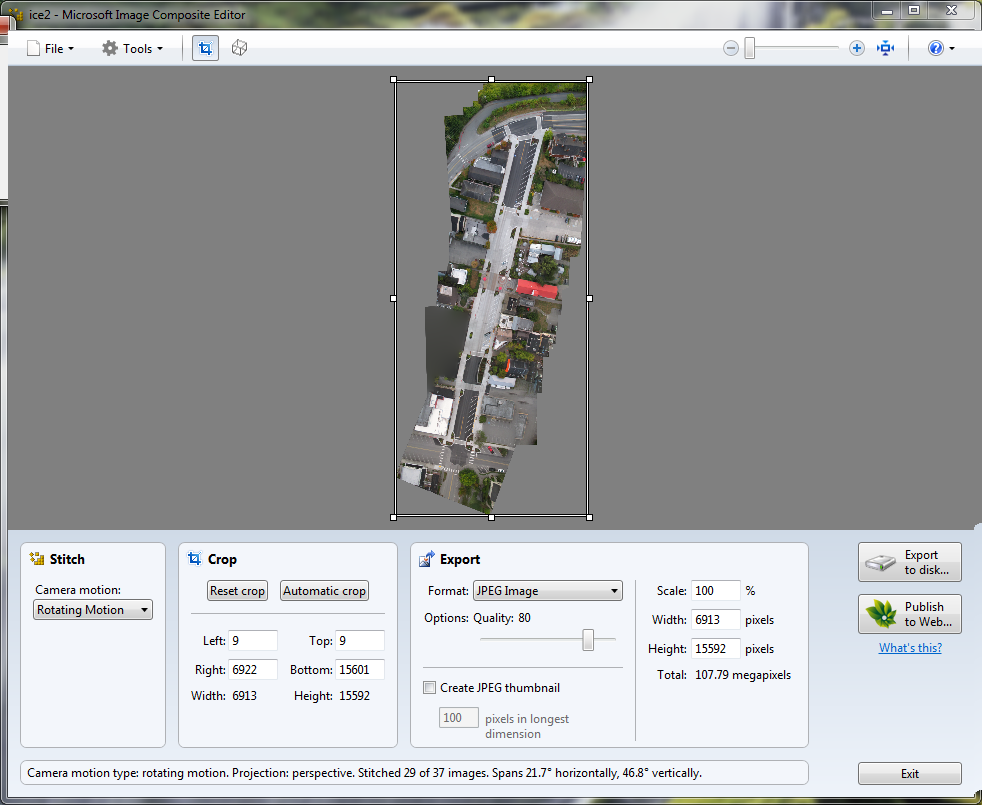 ice2 - Microsoft Image Composite Editor
File Tools
Stitch
Camera motion:
Rotating Motion
Crop
Reset crop Automatic crop
Left: 9 Top: 9
Right: 6922 Bottom: 15601
Width: 6913 Height: 15592
Export
Format: JPEG Image
Options: Quality: 80
Create JPEG thumbnail
100 pixels in longest
dimension
Scale: 100 %
Width: 6913 pixels
Height: 15592 pixels
Total: 107.79 megapixels
Export
to disk...
Publish
to Web...
What's this?
Camera motion type: rotating motion. Projection: perspective. Stitched 29 of 37 images. Spans 21.7° horizontally, 46.8° vertically.
Exit